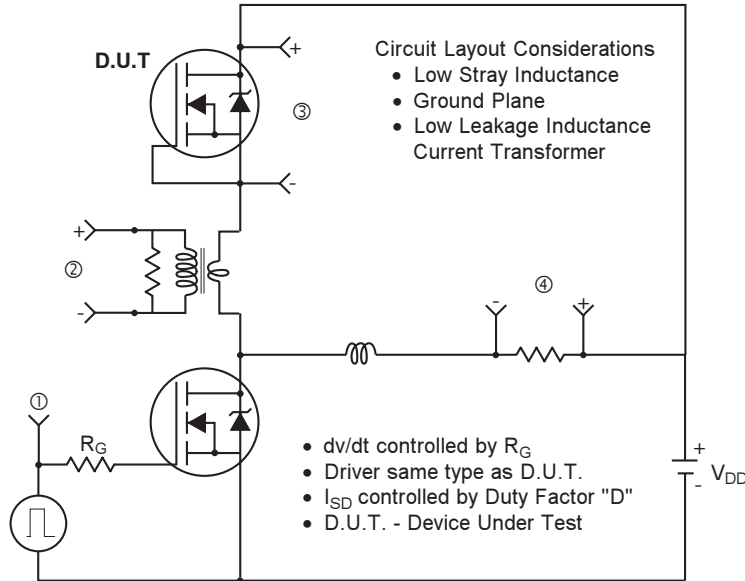 D.U.T
+
③
-
Circuit Layout Considerations
• Low Stray Inductance
• Ground Plane
• Low Leakage Inductance
Current Transformer
+
②
-
④
- +
①
RG
• dv/dt controlled by RG
• Driver same type as D.U.T.
• ISD controlled by Duty Factor "D"
• D.U.T. - Device Under Test
+
VDD
-